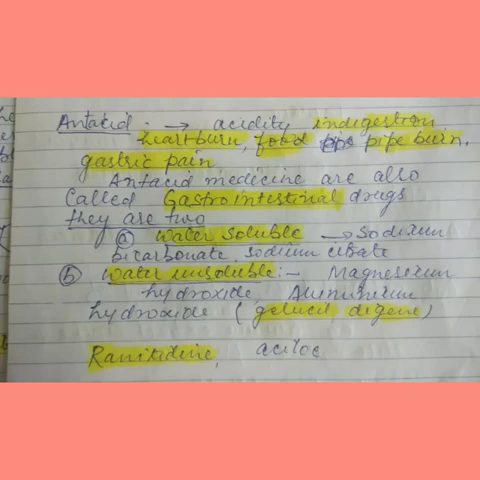 Antacid. → acidity indigestion
heartburn, food pipe burn,
gastric pain
Antacid medicine are also
Called Gastrointestinal drugs
they are two
(a) Water soluble → Sodium
bicarbonate, sodium citrate
(b) Water insoluble:- Magnesium
hydroxide, Aluminium
hydroxide (gelucil, digene)
Ranitidine, aciloc